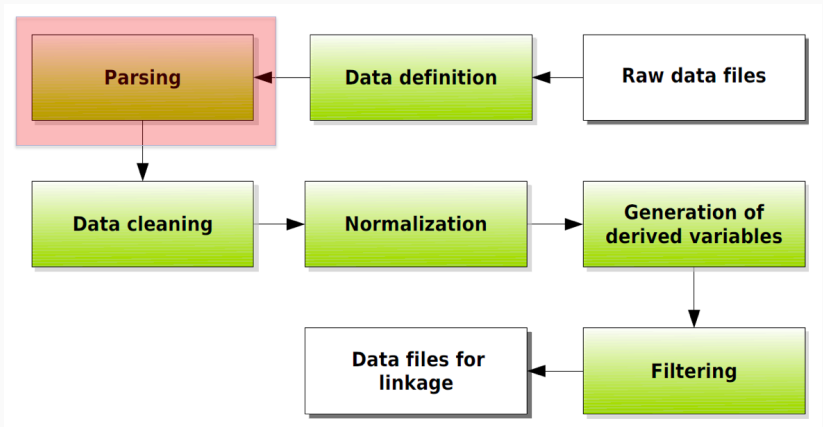 Parsing
Data definition
Raw data files
Data cleaning
Normalization
Generation of
derived variables
Data files for
linkage
Filtering